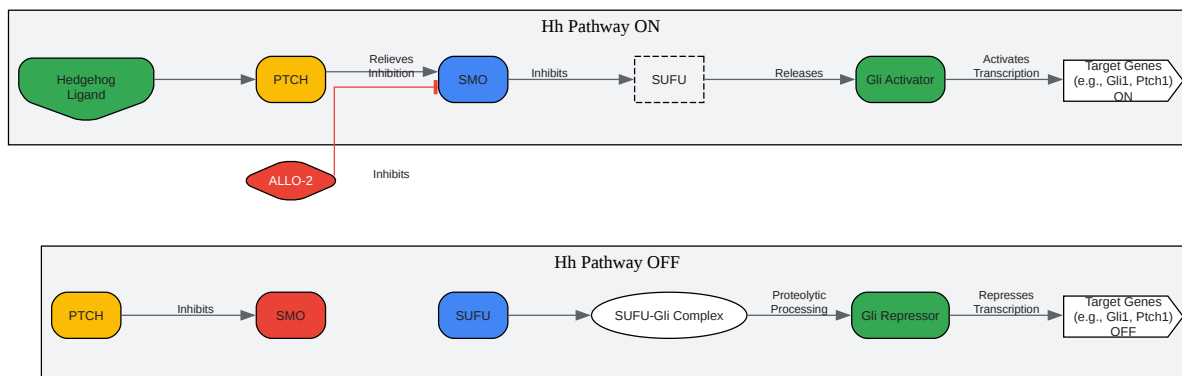 Hh Pathway ON
Hedgehog
Ligand
PTCH
Relieves
Inhibition
SMO
Inhibits
SUFU
Releases
Gli Activator
Activates
Transcription
Target Genes
(e.g., Gli1, Ptch1)
ON
ALLO-2
Inhibits
Hh Pathway OFF
PTCH
Inhibits
SMO
SUFU
SUFU-Gli Complex
Proteolytic
Processing
Gli Repressor
Represses
Transcription
Target Genes
(e.g., Gli1, Ptch1)
OFF